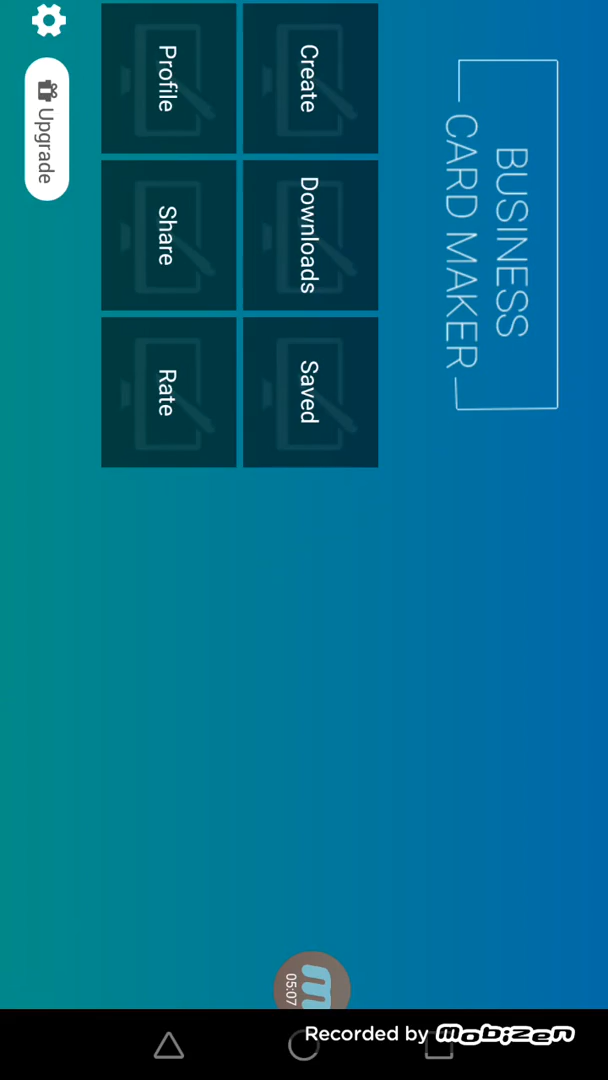 BUSINESS
CARD MAKER
Create
Downloads
Saved
Profile
Share
Rate
Upgrade
m
05:07
Recorded by mobizen